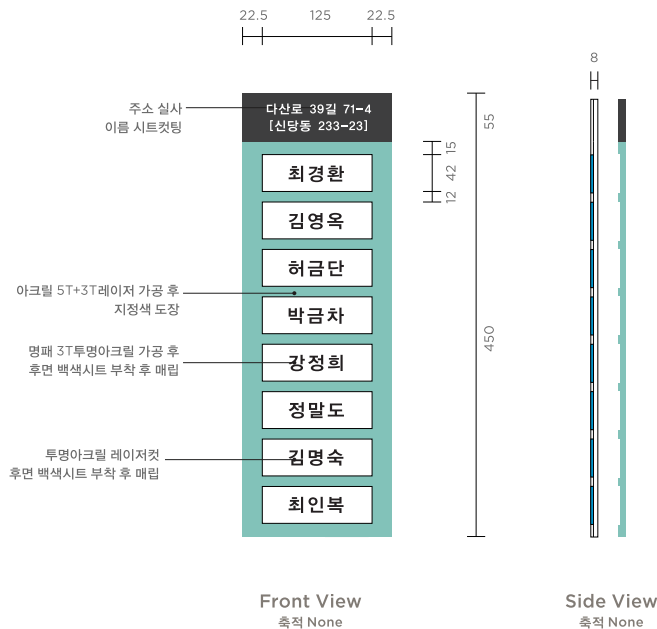 22.5 125 22.5
8
주소 실사
이름 시트컷팅
다산로 39길 71-4
[신당동 233-23]
55
15
42
12
최경환
김영옥
허금단
아크릴 5T+3T레이저 가공 후
지정색 도장
박금차
450
명패 3T투명아크릴 가공 후
후면 백색시트 부착 후 매립
강정희
정말도
투명아크릴 레이저컷
후면 백색시트 부착 후 매립
김명숙
최인복
Front View
축적 None
Side View
축적 None